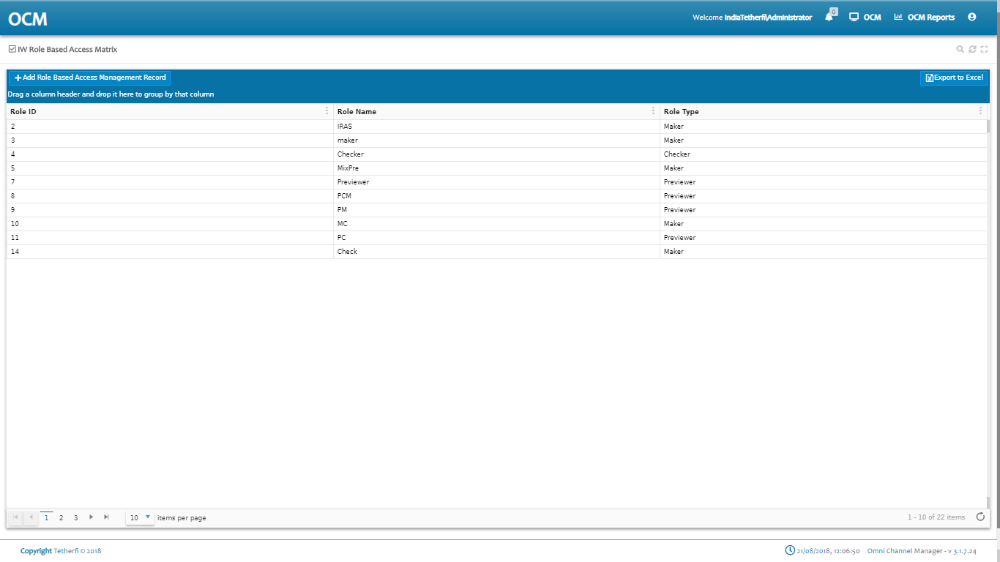 OCM
Welcome IndiaTetherfi\Administrator 0 OCM OCM Reports
IW Role Based Access Matrix
Add Role Based Access Management Record Export to Excel
Drag a column header and drop it here to group by that column
Role ID Role Name Role Type
2 IRAS Maker
3 maker Maker
4 Checker Checker
5 MixPre Maker
7 Previewer Previewer
8 PCM Previewer
9 PM Previewer
10 MC Maker
11 PC Previewer
14 Check Maker
1 2 3 10 items per page 1 - 10 of 22 items
Copyright Tetherfi © 2018 21/08/2018, 12:06:50 Omni Channel Manager - v 3.1.7.24